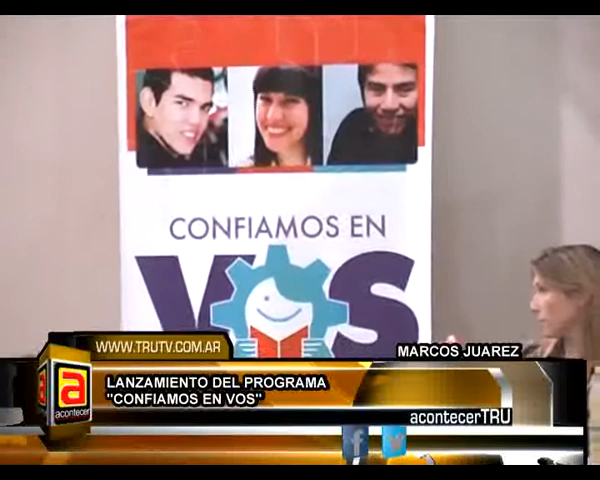 CONFIAMOS EN
VOS
WWW.TRUTV.COM.AR
MARCOS JUAREZ
LANZAMIENTO DEL PROGRAMA
"CONFIAMOS EN VOS"
a
acontecer
acontecerTRU